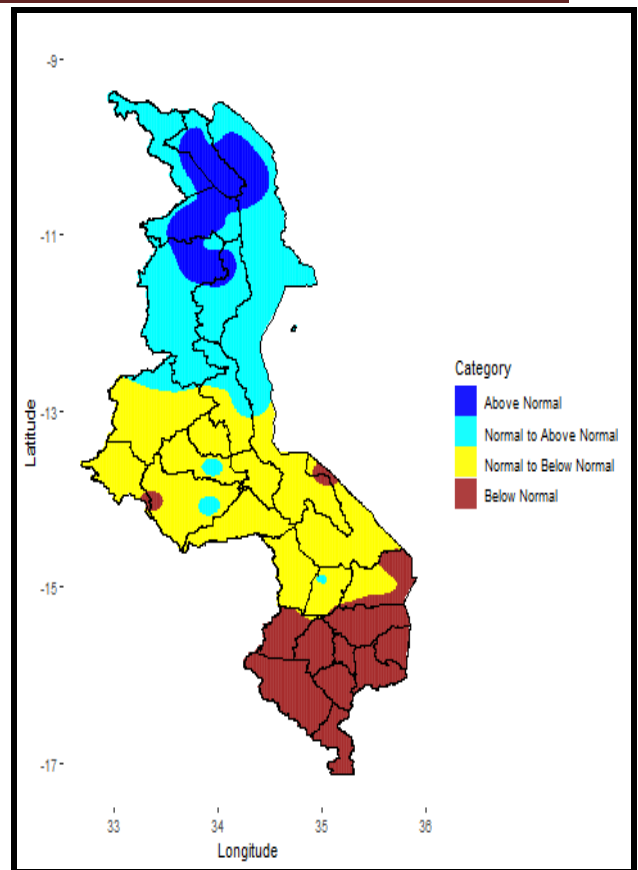 -9
-11
-13
-15
-17
Latitude
33
34
35
36
Longitude
Category
Above Normal
Normal to Above Normal
Normal to Below Normal
Below Normal